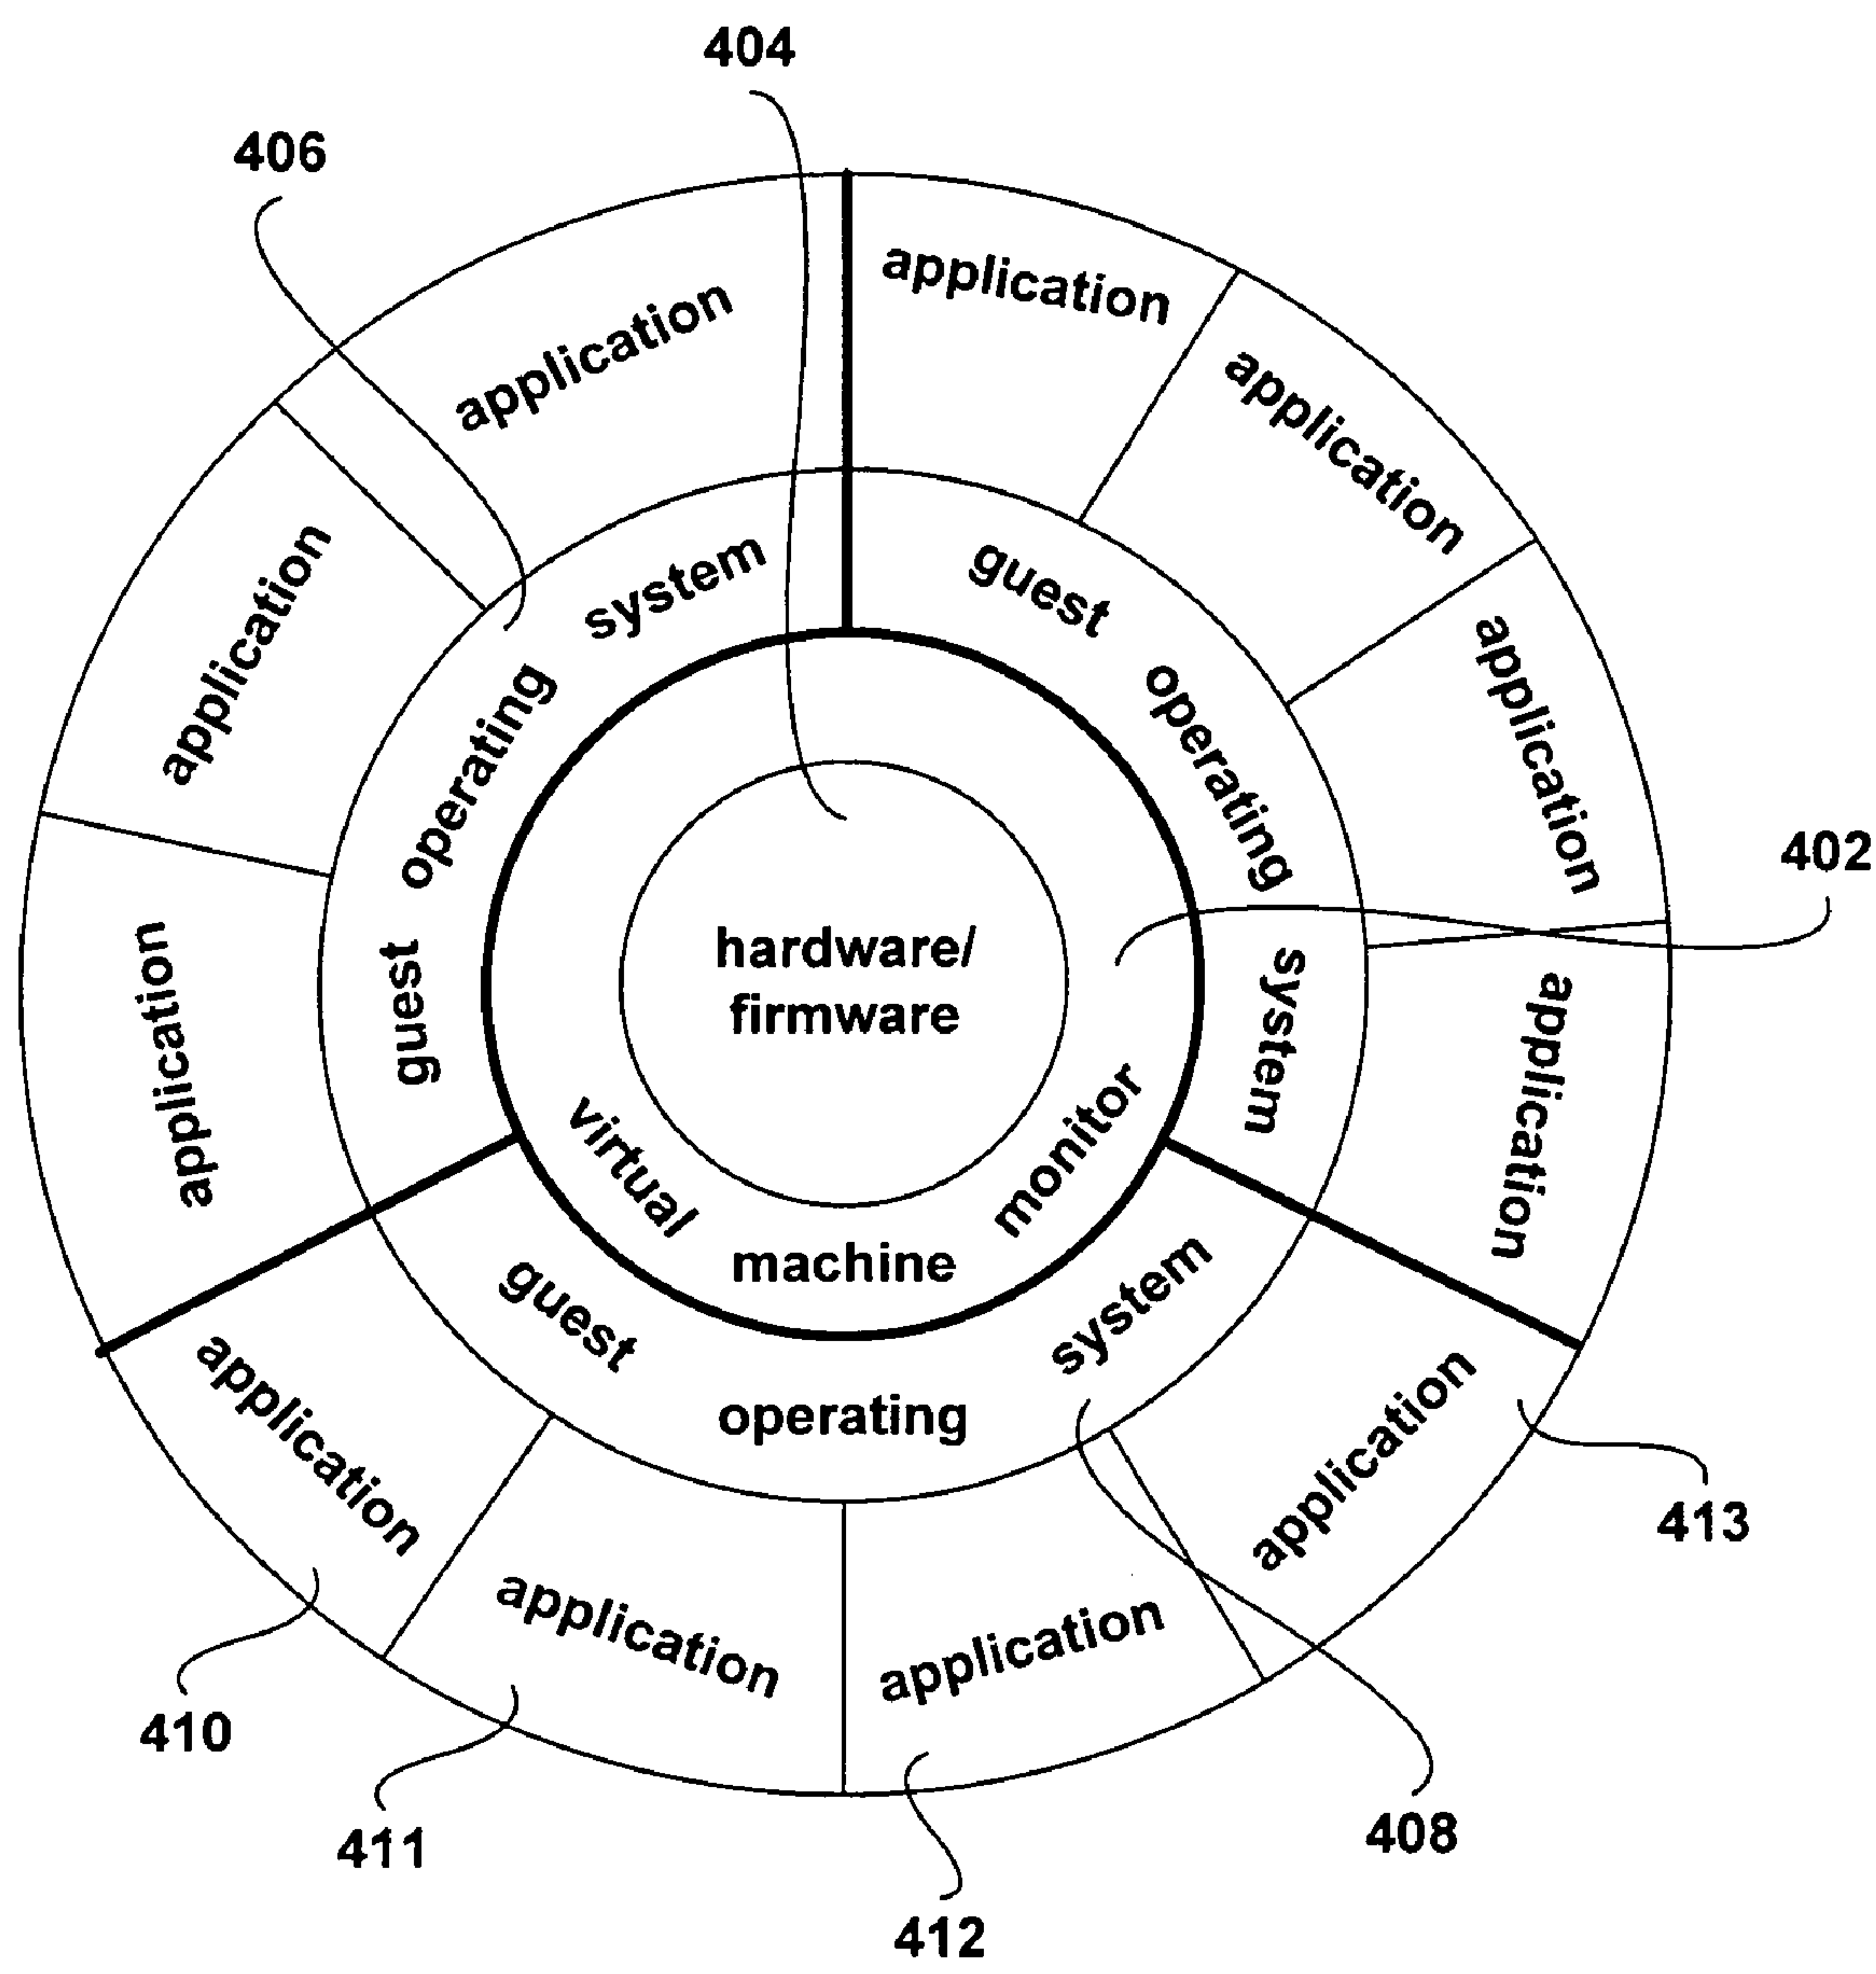 404
406
application
application
application
application
application
application
application
system
guest
operating
operating
guest
system
402
hardware/
firmware
virtual
machine
monitor
guest
operating
system
application
application
application
application
413
410
411
408
412